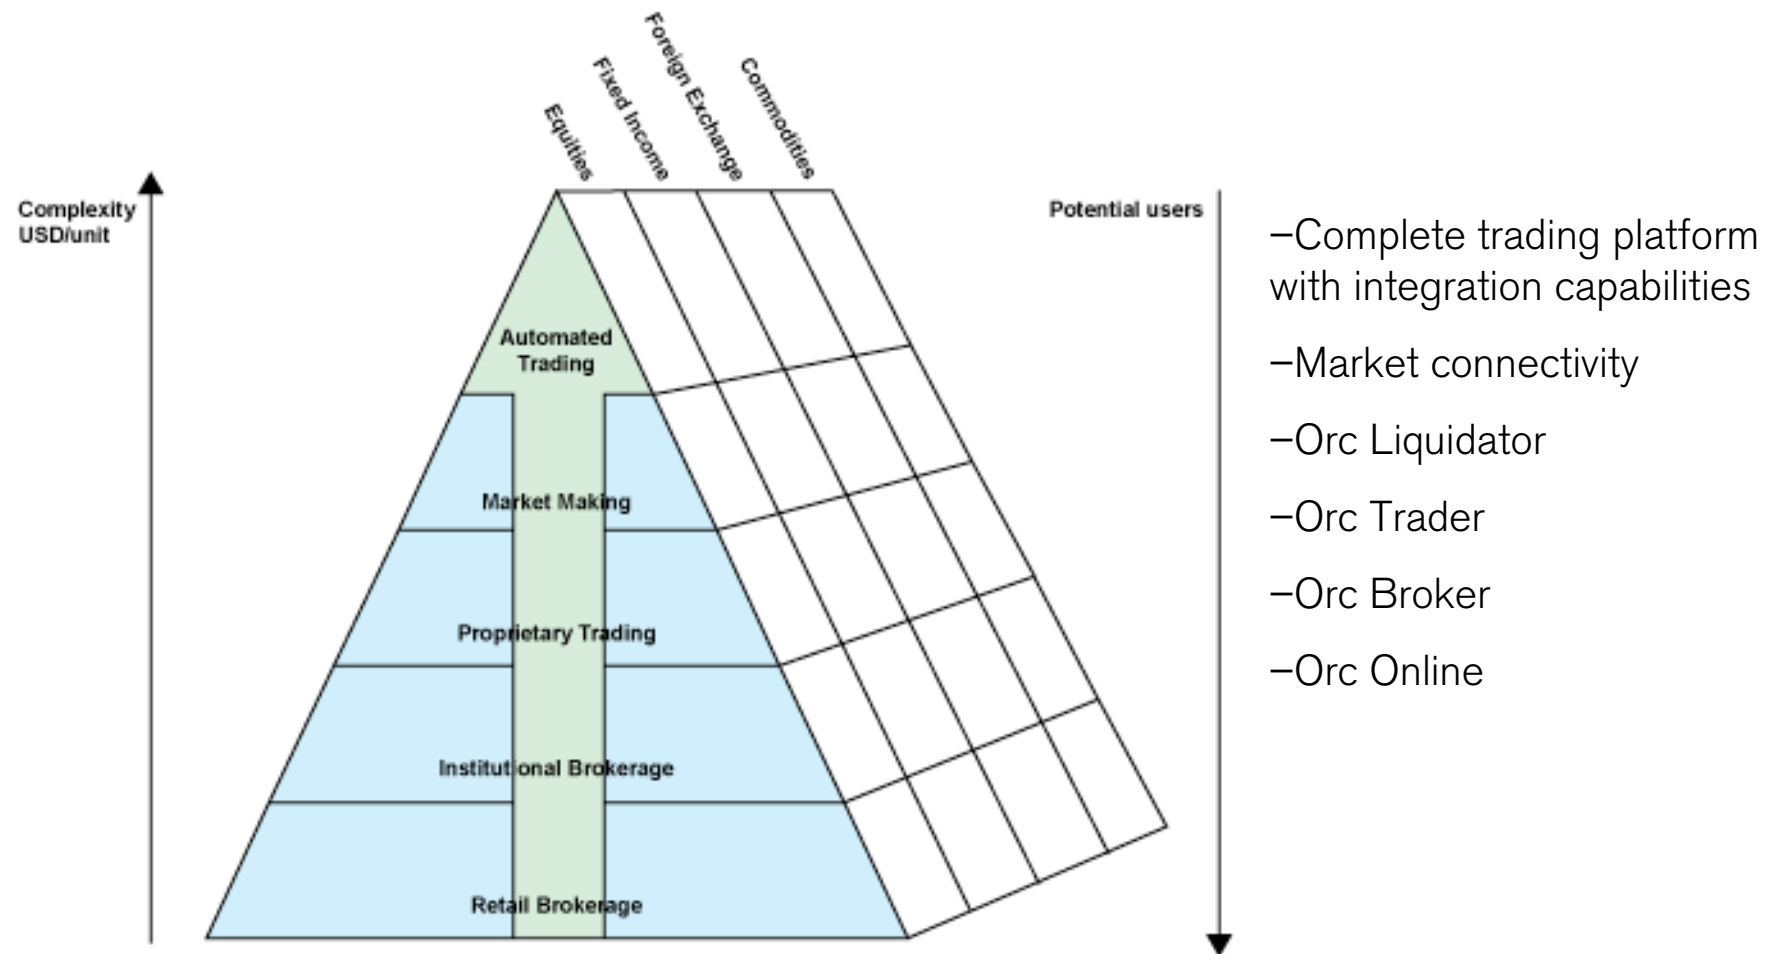 Equities
Fixed Income
Foreign Exchange
Commodities
Complexity
USD/unit
Potential users
Automated
Trading
Market Making
Proprietary Trading
Institutional Brokerage
Retail Brokerage
–Complete trading platform
with integration capabilities
–Market connectivity
–Orc Liquidator
–Orc Trader
–Orc Broker
–Orc Online